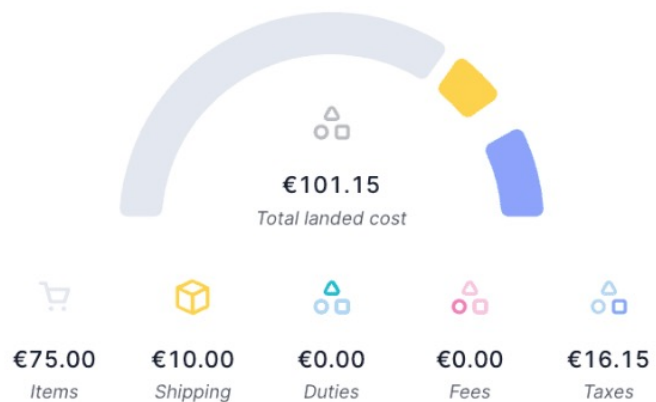 €101.15
Total landed cost
€75.00 €10.00 €0.00 €0.00 €16.15
Items Shipping Duties Fees Taxes